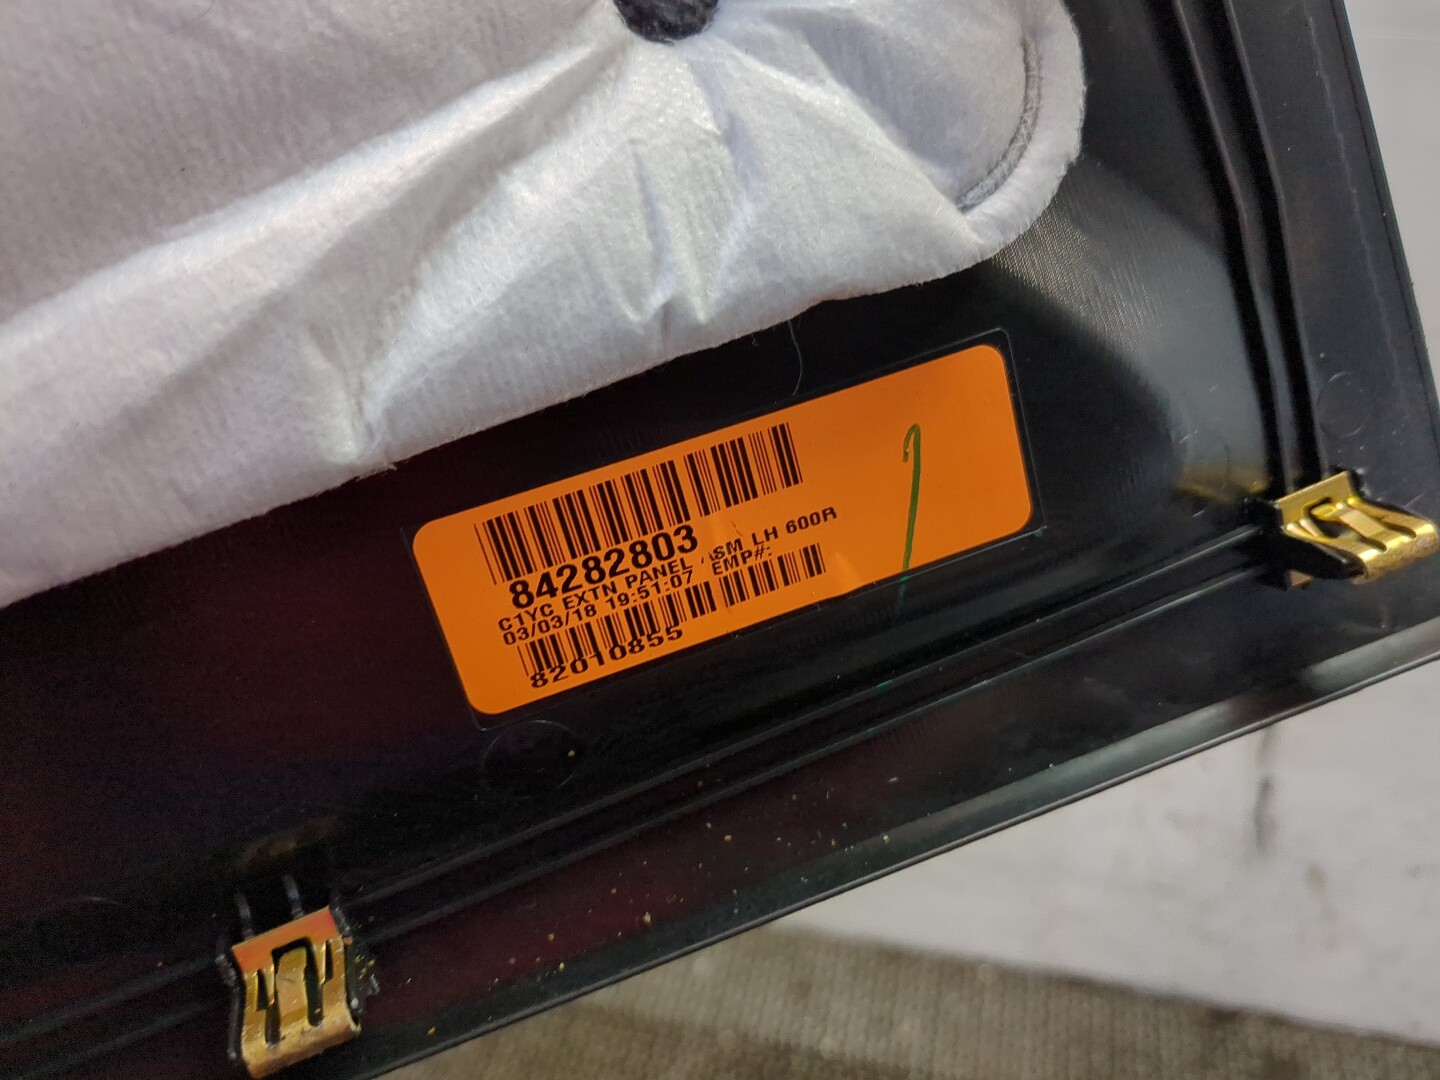 84282803
C1YC EXTN PANEL ASM LH 600R
03/03/18 19:51:07 EMP#:
82010855